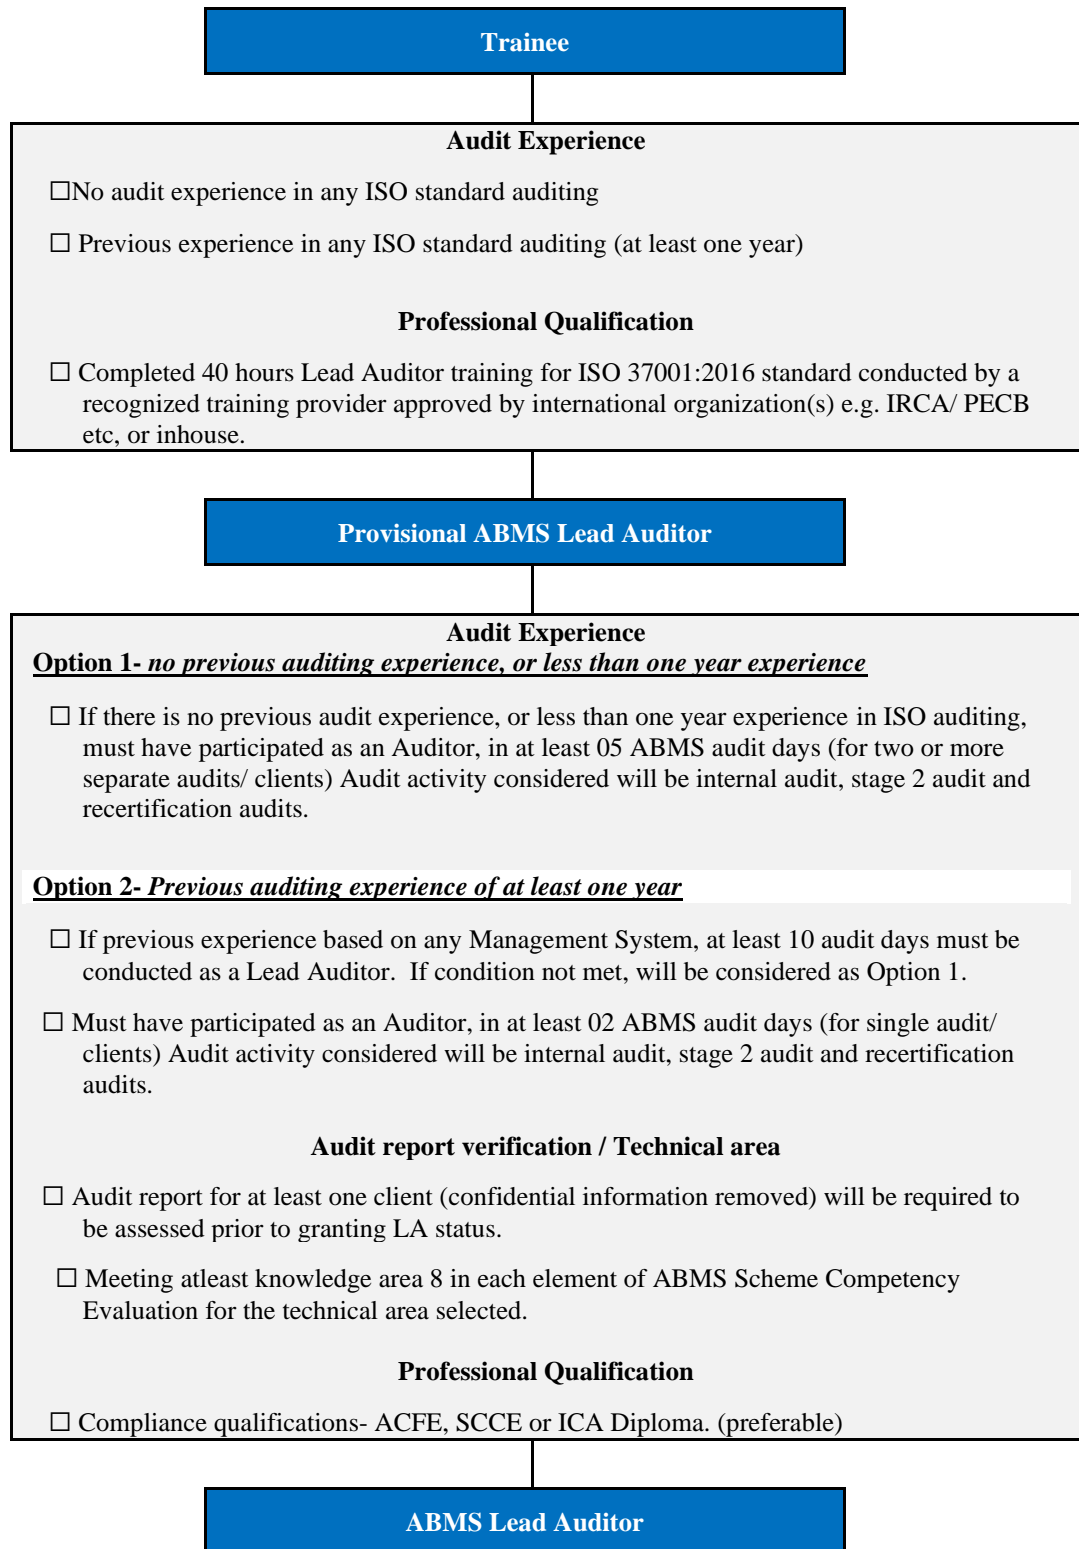 Trainee
Audit Experience
☐No audit experience in any ISO standard auditing
☐ Previous experience in any ISO standard auditing (at least one year)
Professional Qualification
☐ Completed 40 hours Lead Auditor training for ISO 37001:2016 standard conducted by a
recognized training provider approved by international organization(s) e.g. IRCA/ PECB
etc, or inhouse.
Provisional ABMS Lead Auditor
Audit Experience
Option 1- no previous auditing experience, or less than one year experience
☐ If there is no previous audit experience, or less than one year experience in ISO auditing,
must have participated as an Auditor, in at least 05 ABMS audit days (for two or more
separate audits/ clients) Audit activity considered will be internal audit, stage 2 audit and
recertification audits.
Option 2- Previous auditing experience of at least one year
☐ If previous experience based on any Management System, at least 10 audit days must be
conducted as a Lead Auditor.  If condition not met, will be considered as Option 1.
☐ Must have participated as an Auditor, in at least 02 ABMS audit days (for single audit/
clients) Audit activity considered will be internal audit, stage 2 audit and recertification
audits.
Audit report verification / Technical area
☐ Audit report for at least one client (confidential information removed) will be required to
be assessed prior to granting LA status.
☐ Meeting atleast knowledge area 8 in each element of ABMS Scheme Competency
Evaluation for the technical area selected.
Professional Qualification
☐ Compliance qualifications- ACFE, SCCE or ICA Diploma. (preferable)
ABMS Lead Auditor